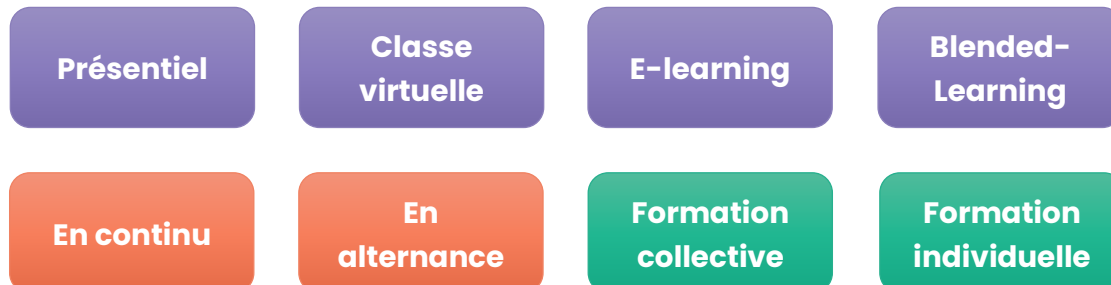 Présentiel
Classe
virtuelle
E-learning
Blended-
Learning
En continu
En
alternance
Formation
collective
Formation
individuelle